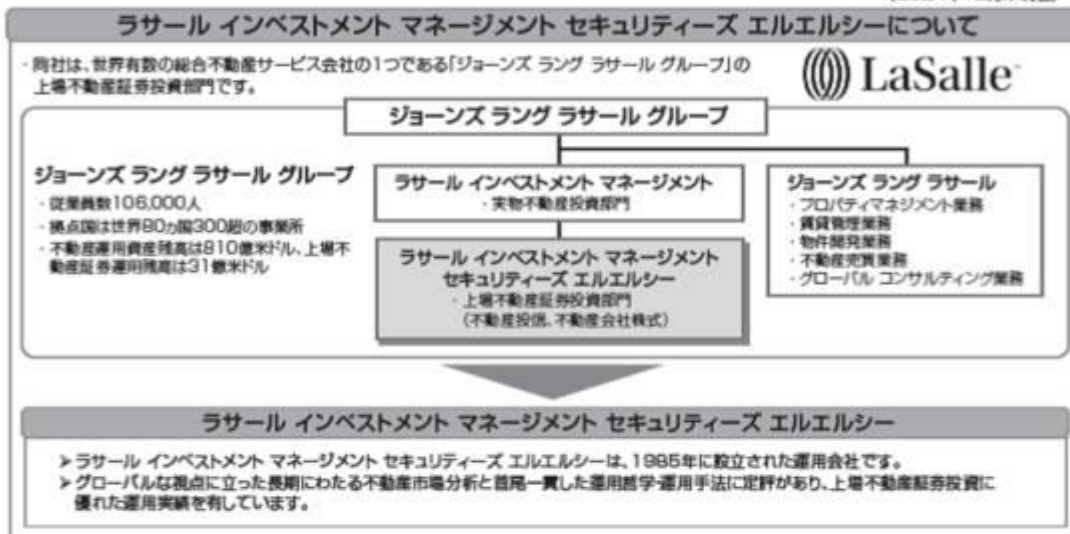 ラサール インベストメント マネージメント セキュリティーズ エルエルシーについて
・同社は、世界有数の総合不動産サービス会社の1つである「ジョーンズ ラング ラサール グループ」の
上場不動産証券投資部門です。
LaSalle
ジョーンズ ラング ラサール グループ
ジョーンズ ラング ラサール グループ
・従業員数106,000人
・拠点国は世界80ヵ国300超の事業所
・不動産運用資産残高は810億米ドル、上場不
動産証券運用残高は31億米ドル
ラサール インベストメント マネージメント
・実物不動産投資部門
ラサール インベストメント マネージメント
セキュリティーズ エルエルシー
・上場不動産証券投資部門
（不動産投信、不動産会社株式）
ジョーンズ ラング ラサール
・プロパティマネジメント業務
・賃貸管理業務
・物件開発業務
・不動産売買業務
・グローバル コンサルティング業務
ラサール インベストメント マネージメント セキュリティーズ エルエルシー
➤ラサール インベストメント マネージメント セキュリティーズ エルエルシーは、1985年に設立された運用会社です。
➤グローバルな視点に立った長期にわたる不動産市場分析と首尾一貫した運用哲学・運用手法に定評があり、上場不動産証券投資に
優れた運用実績を有しています。